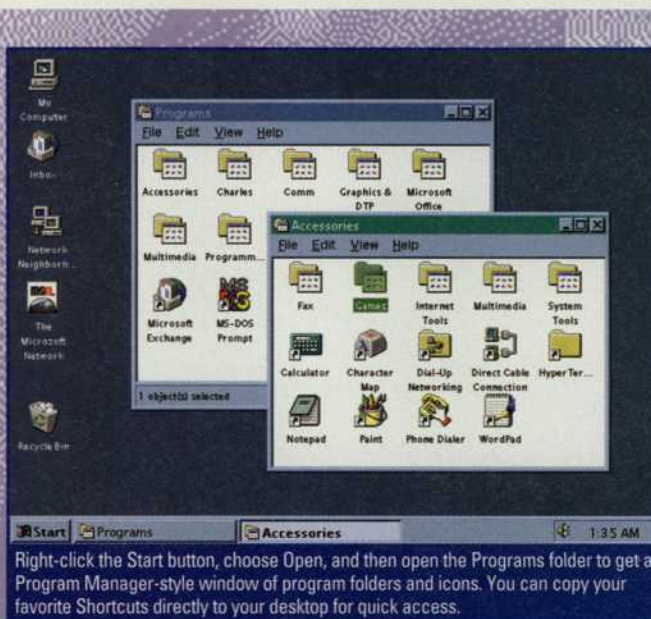 My
Computer
Inbox
Network
Neighborh...
The
Microsoft
Network
Recycle Bin
Programs
File Edit View Help
Accessories Charles Comm Graphics & DTP Microsoft Office
Multimedia Programm...
Microsoft Exchange MS-DOS Prompt
1 object(s) selected
Accessories
File Edit View Help
Fax Games Internet Tools Multimedia System Tools
Calculator Character Map Dial-Up Networking Direct Cable Connection HyperTer...
Notepad Paint Phone Dialer WordPad
Start Programs Accessories 1:35 AM
Right-click the Start button, choose Open, and then open the Programs folder to get a
Program Manager-style window of program folders and icons. You can copy your
favorite Shortcuts directly to your desktop for quick access.